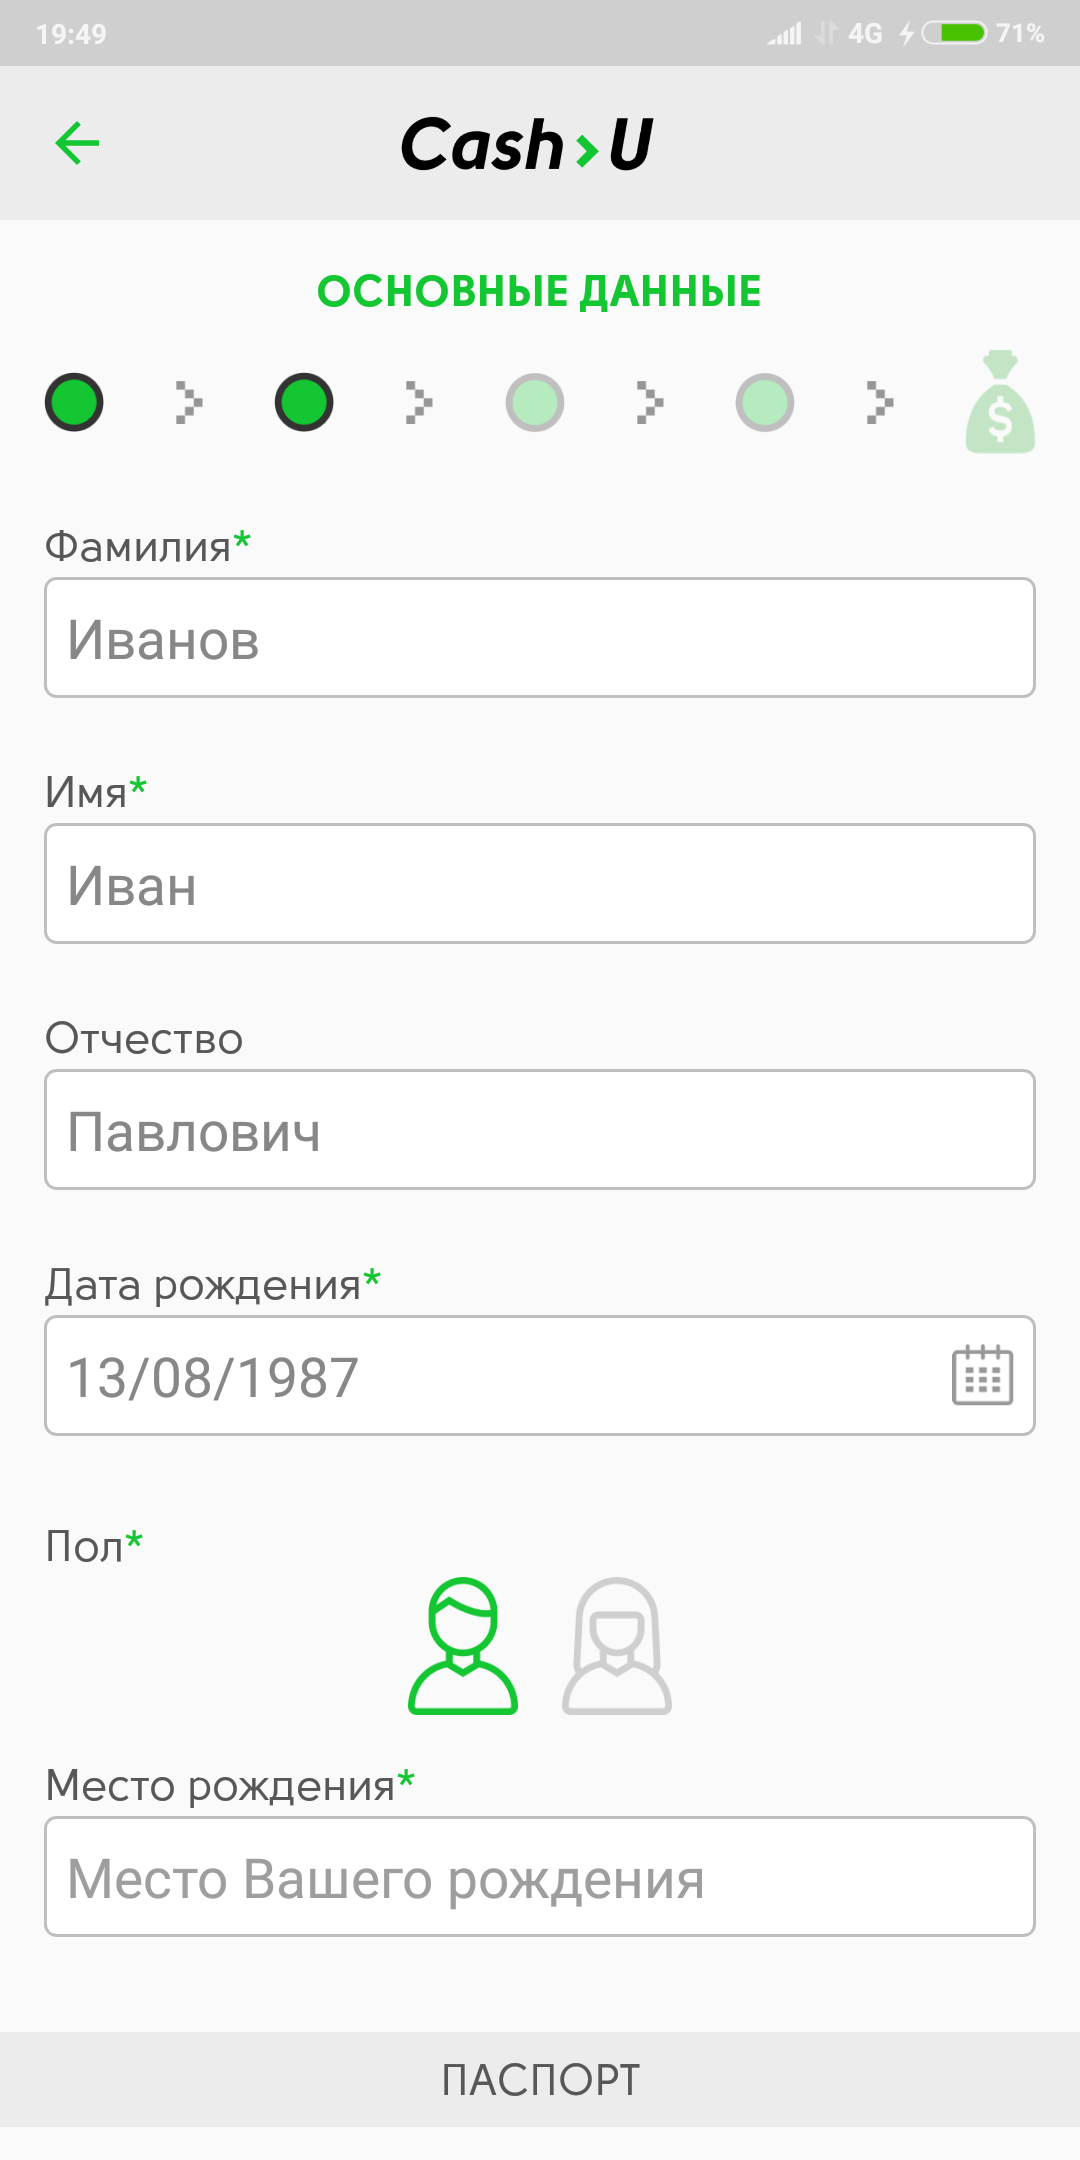 19:49 4G 71%
Cash > U
ОСНОВНЫЕ ДАННЫЕ
Фамилия*
Иванов
Имя*
Иван
Отчество
Павлович
Дата рождения*
13/08/1987
Пол*
Место рождения*
Место Вашего рождения
ПАСПОРТ